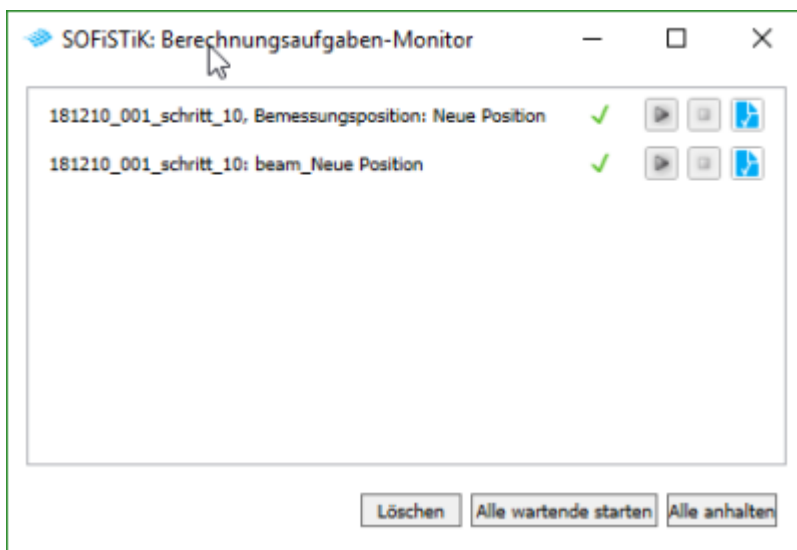 SOFiSTiK: Berechnungsaufgaben-Monitor
181210_001_schritt_10, Bemessungsposition: Neue Position
181210_001_schritt_10: beam_Neue Position
Löschen Alle wartende starten Alle anhalten